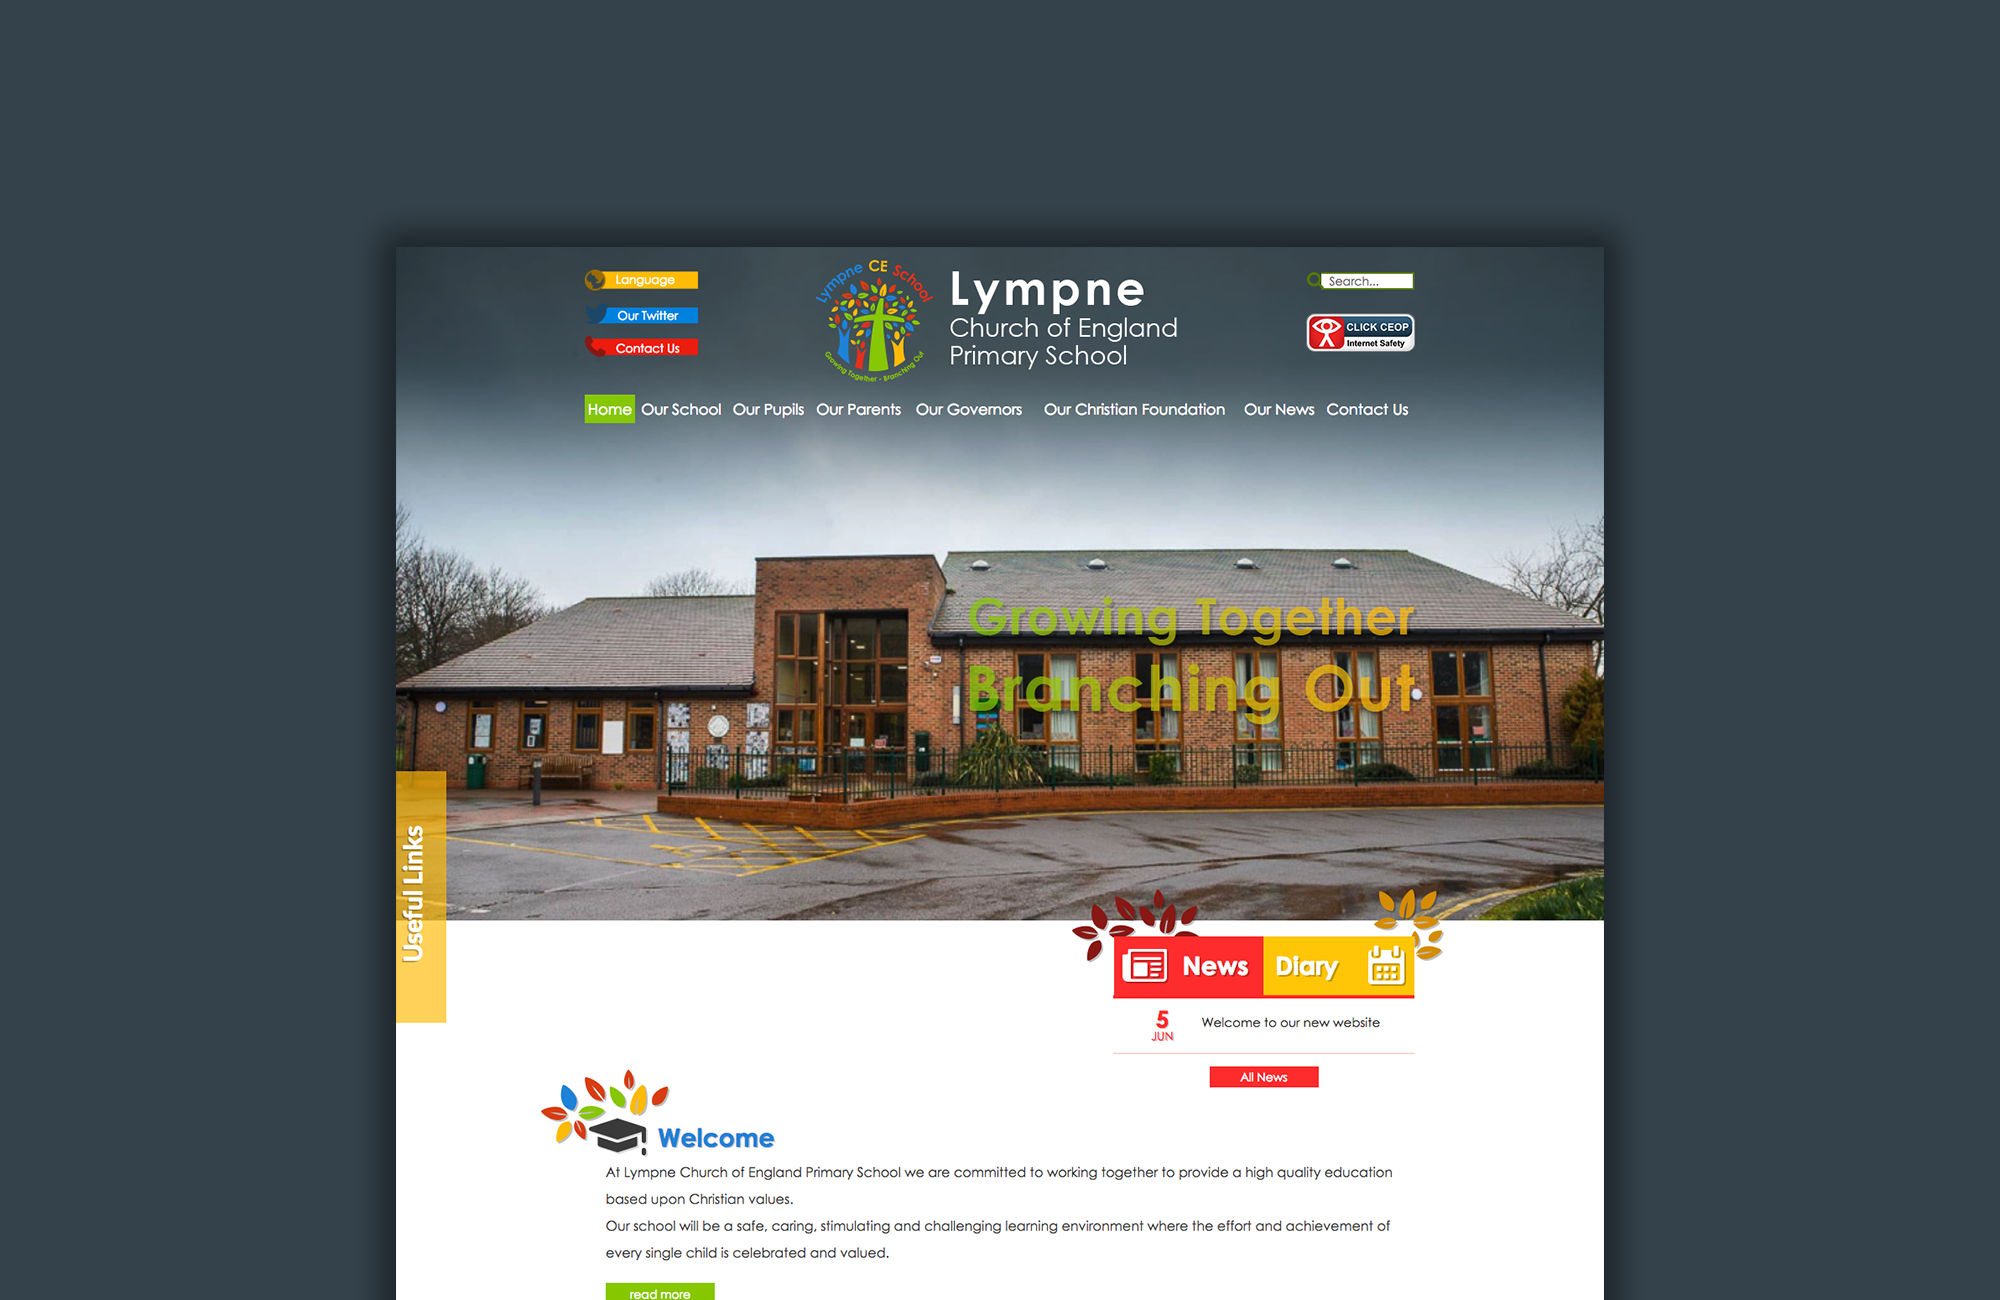 Language
Our Twitter
Contact Us
Lympne CE School
Growing Together - Branching Out
Lympne
Church of England
Primary School
Search...
CLICK CEOP
Internet Safety
Home Our School Our Pupils Our Parents Our Governors Our Christian Foundation Our News Contact Us
Growing Together
Branching Out
Useful Links
News Diary
5
JUN
Welcome to our new website
All News
Welcome
At Lympne Church of England Primary School we are committed to working together to provide a high quality education
based upon Christian values.
Our school will be a safe, caring, stimulating and challenging learning environment where the effort and achievement of
every single child is celebrated and valued.
read more